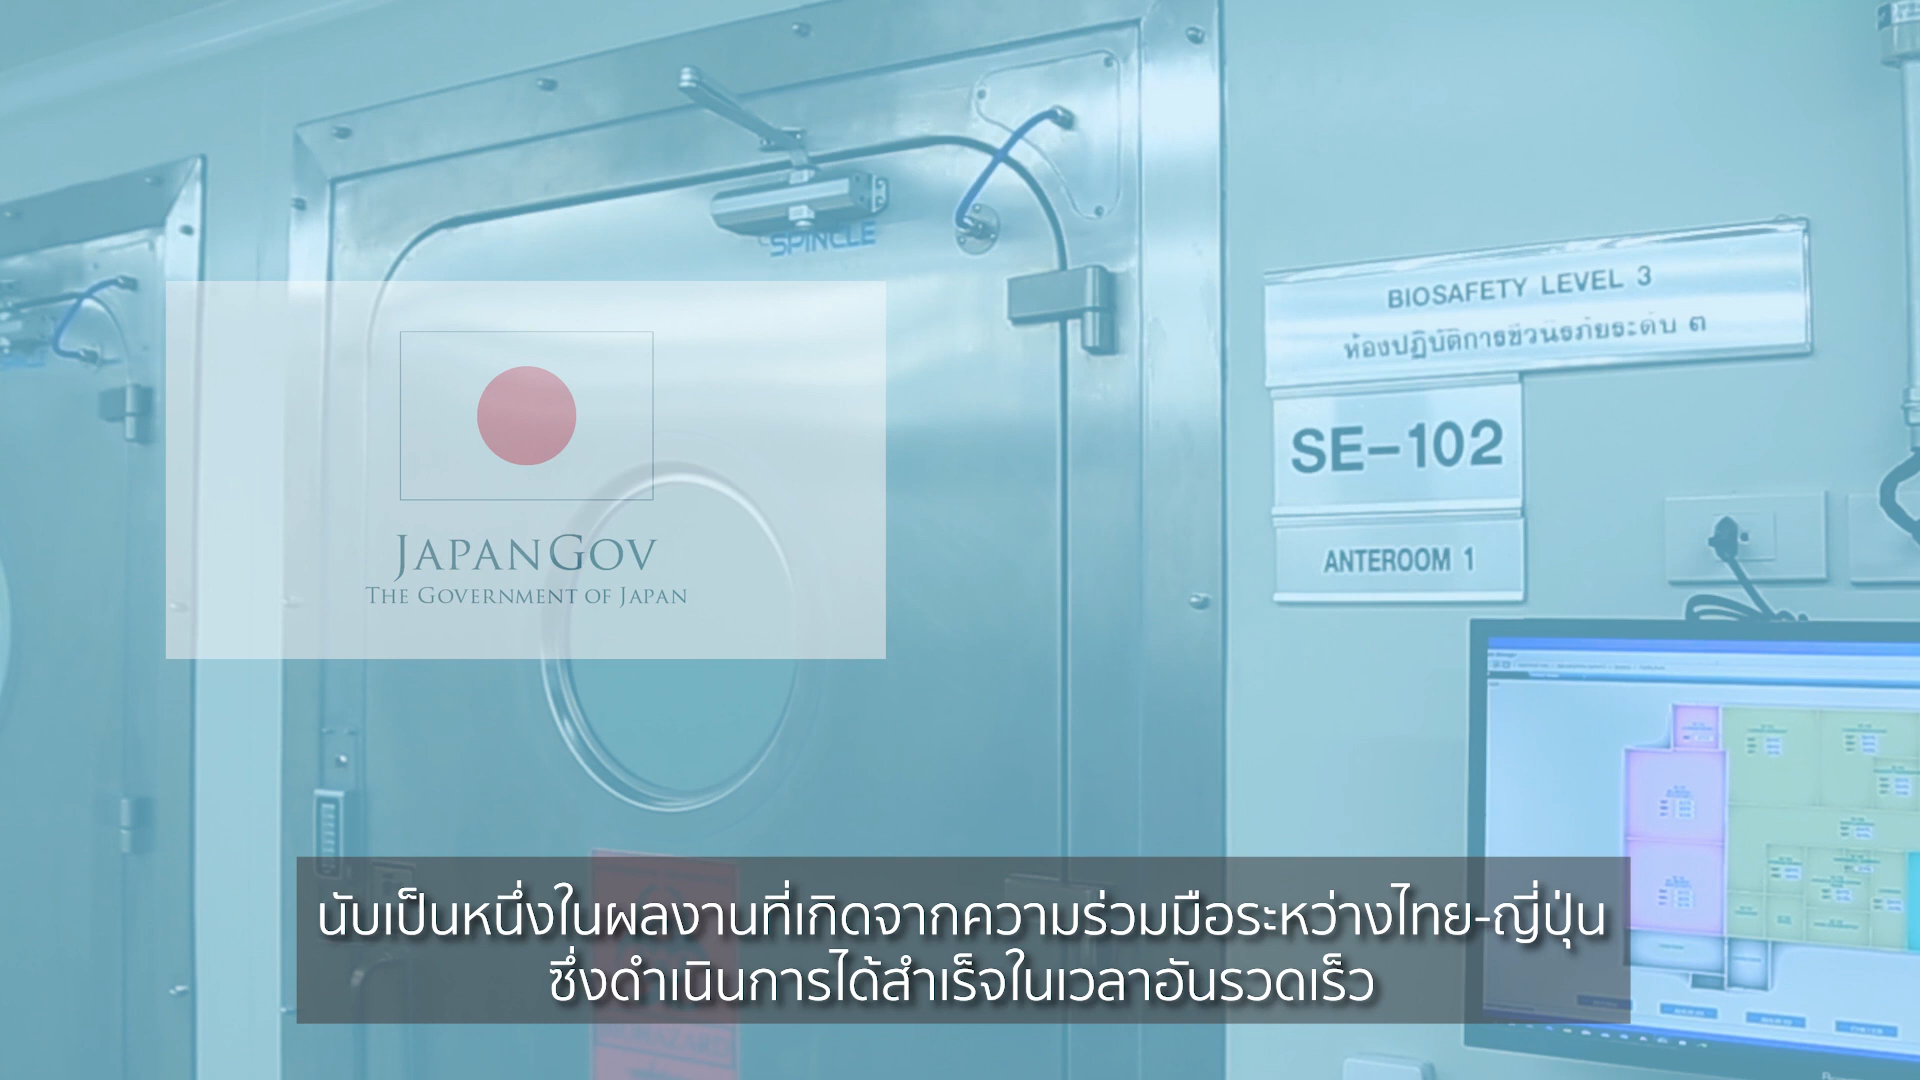 SPINCLE
BIOSAFETY LEVEL 3
ห้องปฏิบัติการชีวนิรภัยระดับ ๓
SE-102
ANTEROOM 1
JAPANGOV
THE GOVERNMENT OF JAPAN
นับเป็นหนึ่งในผลงานที่เกิดจากความร่วมมือระหว่างไทย-ญี่ปุ่น
ซึ่งดำเนินการได้สำเร็จในเวลาอันรวดเร็ว